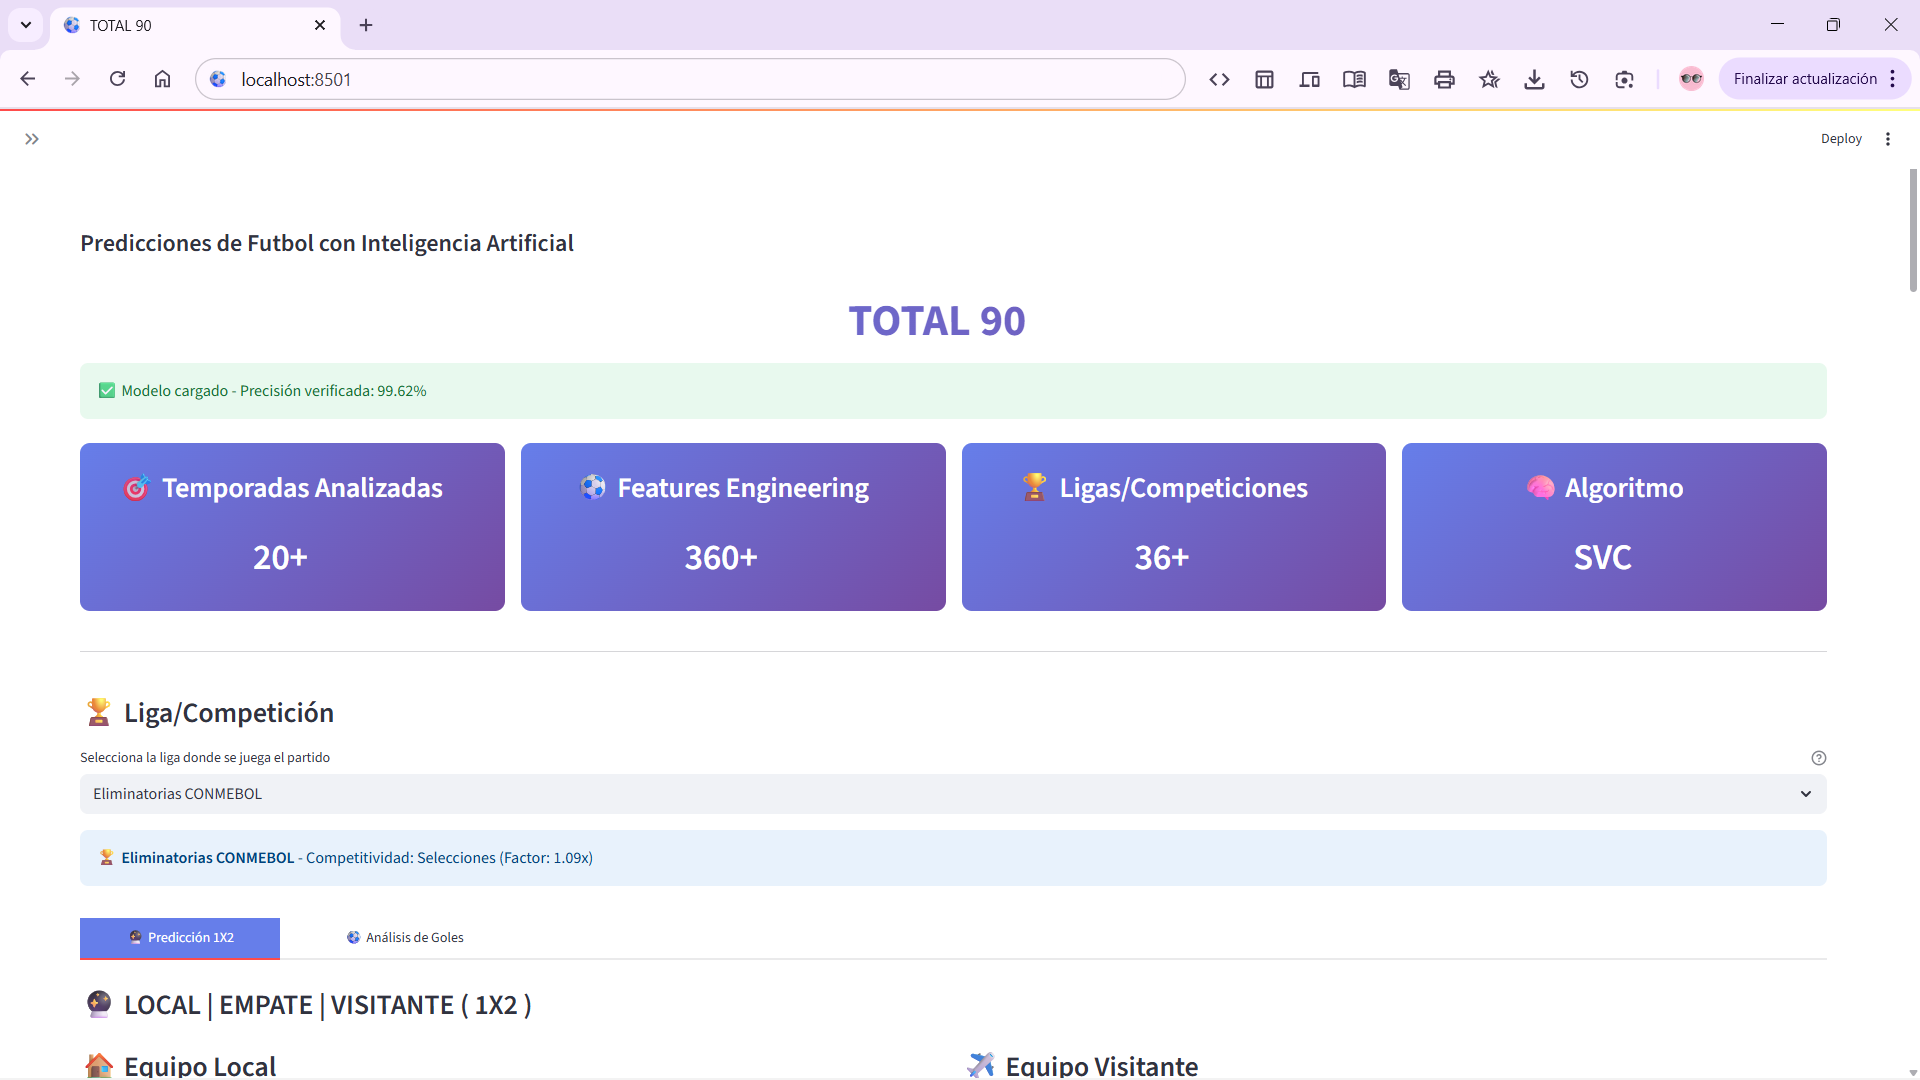 TOTAL 90
localhost:8501
Finalizar actualización
Deploy
Predicciones de Futbol con Inteligencia Artificial
TOTAL 90
Modelo cargado - Precisión verificada: 99.62%
Temporadas Analizadas
20+
Features Engineering
360+
Ligas/Competiciones
36+
Algoritmo
SVC
Liga/Competición
Selecciona la liga donde se juega el partido
Eliminatorias CONMEBOL
Eliminatorias CONMEBOL - Competitividad: Selecciones (Factor: 1.09x)
Predicción 1X2
Análisis de Goles
LOCAL | EMPATE | VISITANTE ( 1X2 )
Equipo Local
Equipo Visitante